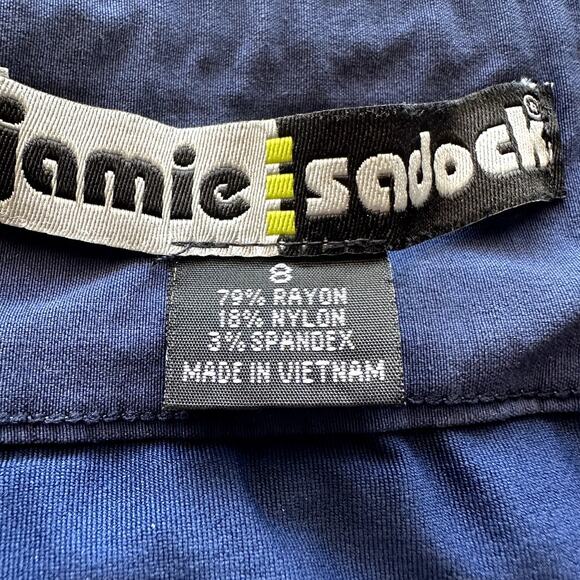 jamie sadock®
8
79% RAYON
18% NYLON
3% SPANDEX
MADE IN VIETNAM